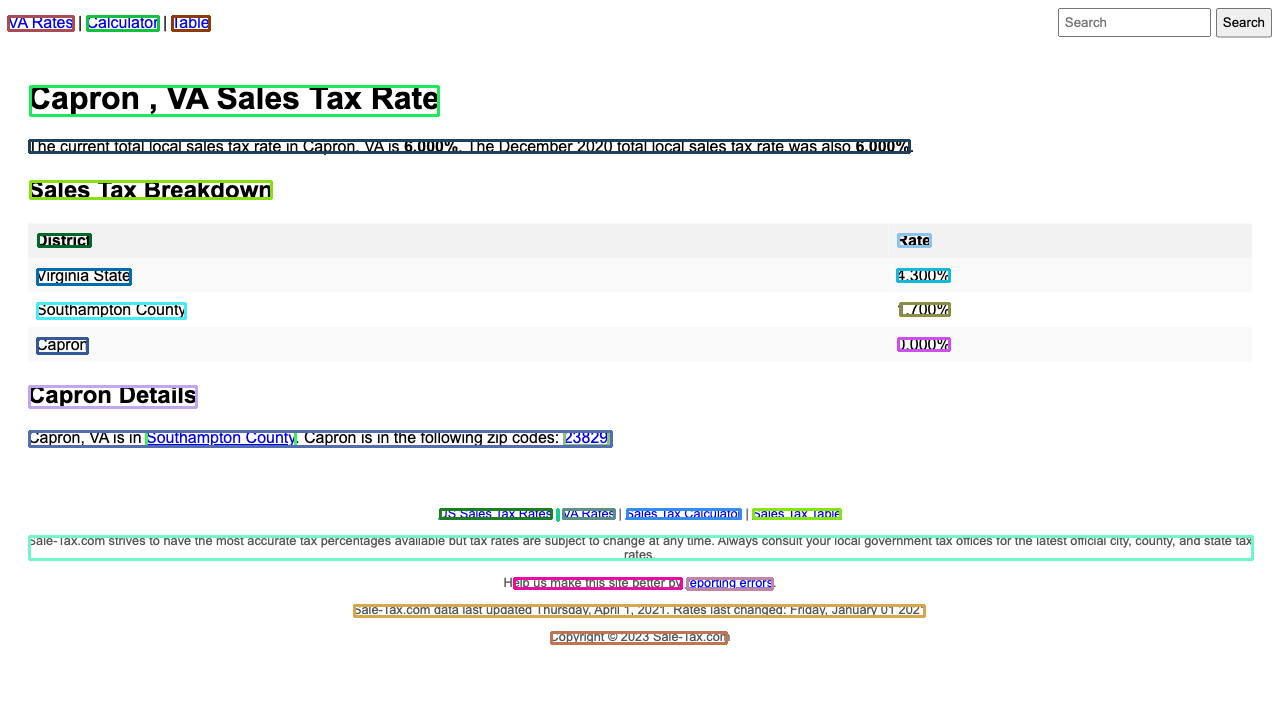 VA Rates | Calculator | Table
Search Search
Capron , VA Sales Tax Rate
The current total local sales tax rate in Capron, VA is 6.000%. The December 2020 total local sales tax rate was also 6.000%.
Sales Tax Breakdown
District Rate
Virginia State 4.300%
Southampton County 1.700%
Capron 0.000%
Capron Details
Capron, VA is in Southampton County. Capron is in the following zip codes: 23829.
US Sales Tax Rates | VA Rates | Sales Tax Calculator | Sales Tax Table
Sale-Tax.com strives to have the most accurate tax percentages available but tax rates are subject to change at any time. Always consult your local government tax offices for the latest official city, county, and state tax
rates.
Help us make this site better by reporting errors.
Sale-Tax.com data last updated Thursday, April 1, 2021. Rates last changed: Friday, January 01 2021
Copyright © 2023 Sale-Tax.com